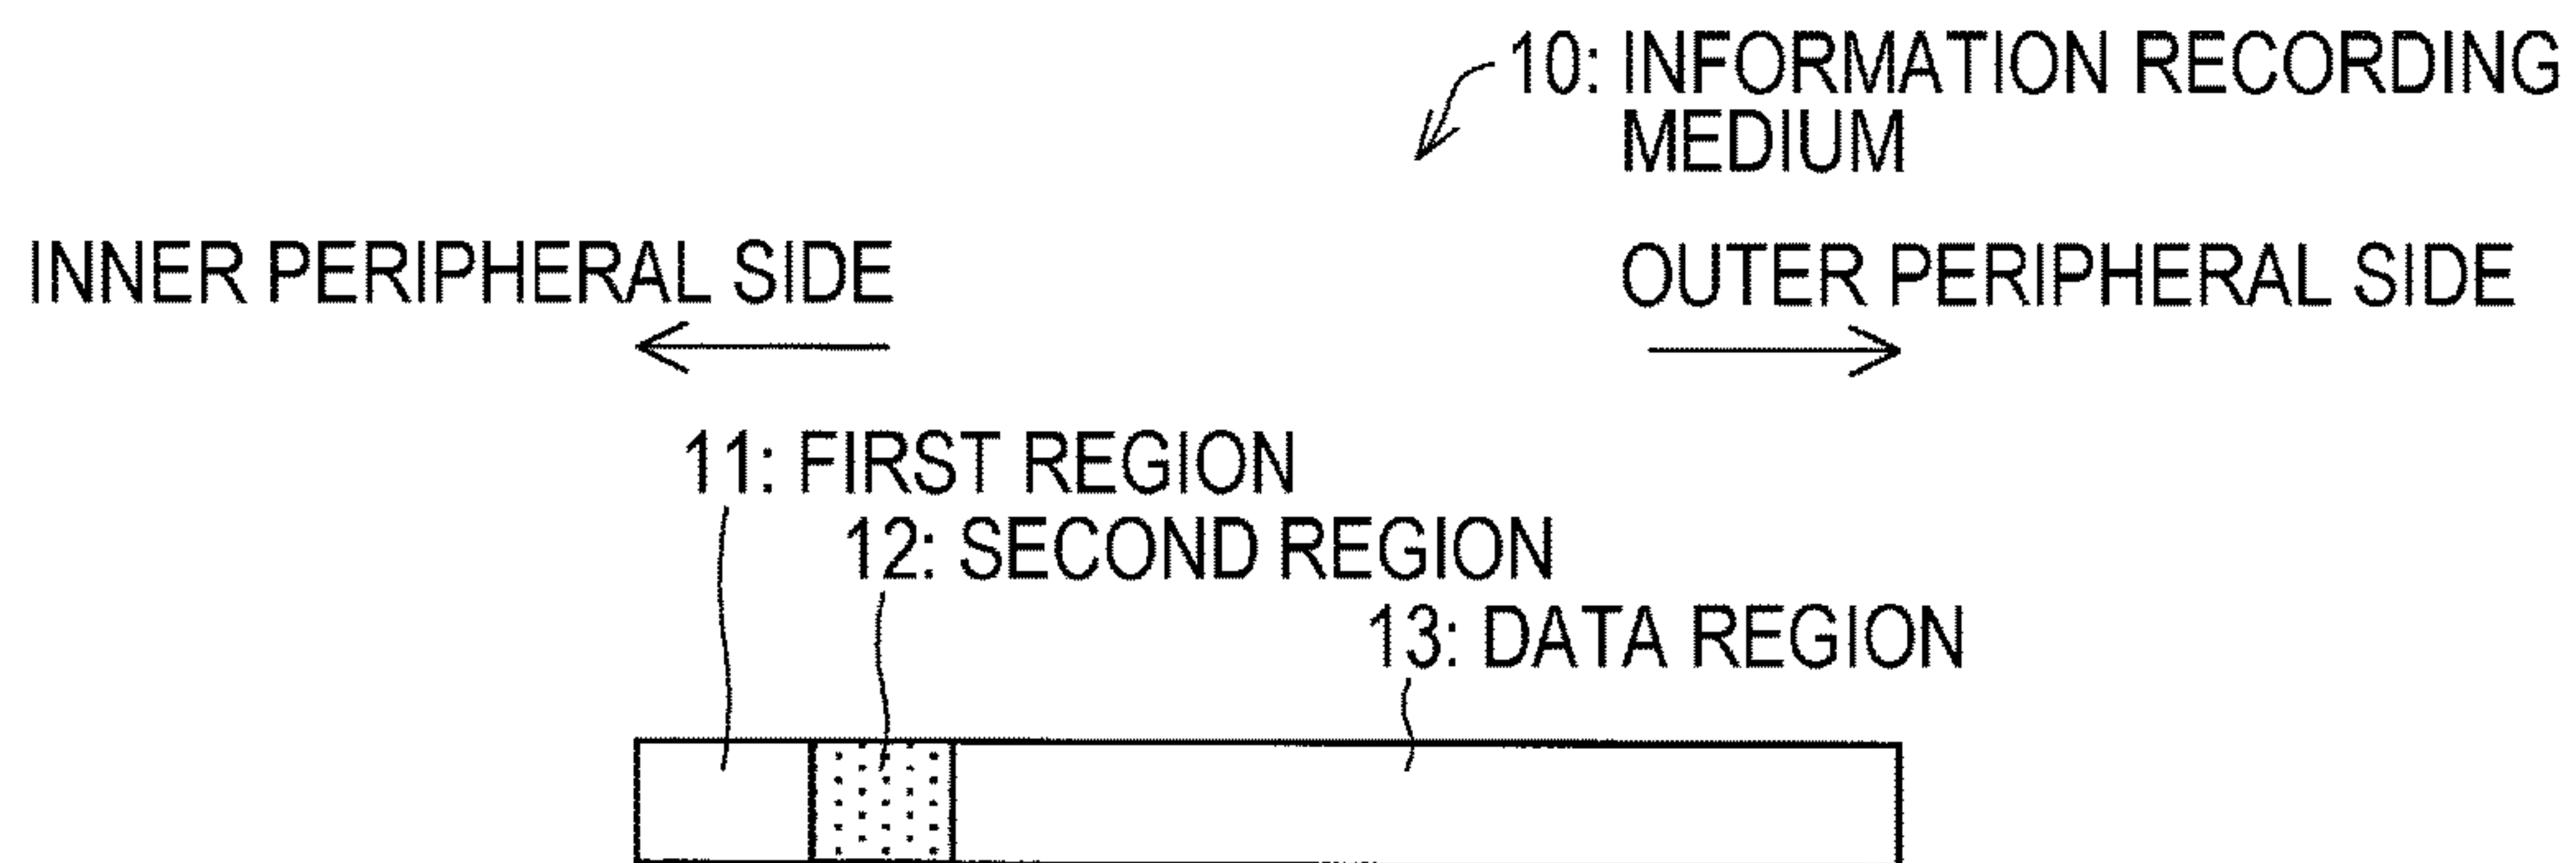 10: INFORMATION RECORDING
MEDIUM
INNER PERIPHERAL SIDE
OUTER PERIPHERAL SIDE
11: FIRST REGION
12: SECOND REGION
13: DATA REGION